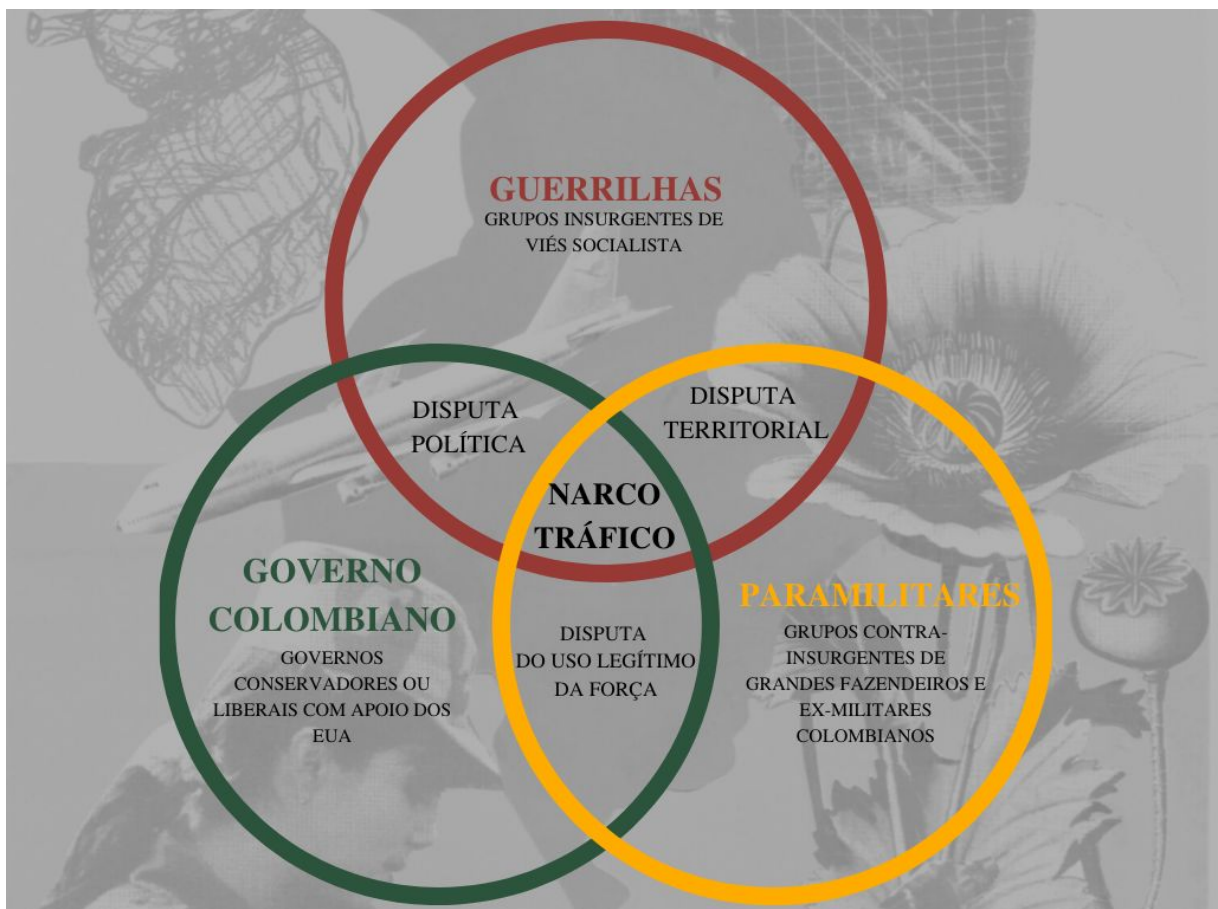 GUERRILHAS
GRUPOS INSURGENTES DE
VIÉS SOCIALISTA
DISPUTA
POLÍTICA
DISPUTA
TERRITORIAL
NARCO
TRÁFICO
GOVERNO
COLOMBIANO
GOVERNOS
CONSERVADORES OU
LIBERAIS COM APOIO DOS
EUA
DISPUTA
DO USO LEGÍTIMO
DA FORÇA
PARAMILITARES
GRUPOS CONTRA-
INSURGENTES DE
GRANDES FAZENDEIROS E
EX-MILITARES
COLOMBIANOS